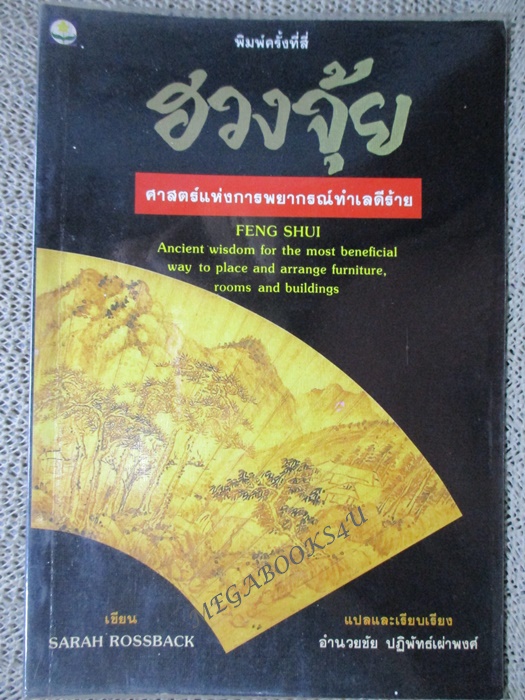 พิมพ์ครั้งที่สี่
ฮวงจุ้ย
ศาสตร์แห่งการพยากรณ์ทำเลดีร้าย
FENG SHUI
Ancient wisdom for the most beneficial
way to place and arrange furniture,
rooms and buildings
MEGABOOKS4U
เขียน
SARAH ROSSBACK
แปลและเรียบเรียง
อำนวยชัย ปฏิพัทธ์เผ่าพงศ์